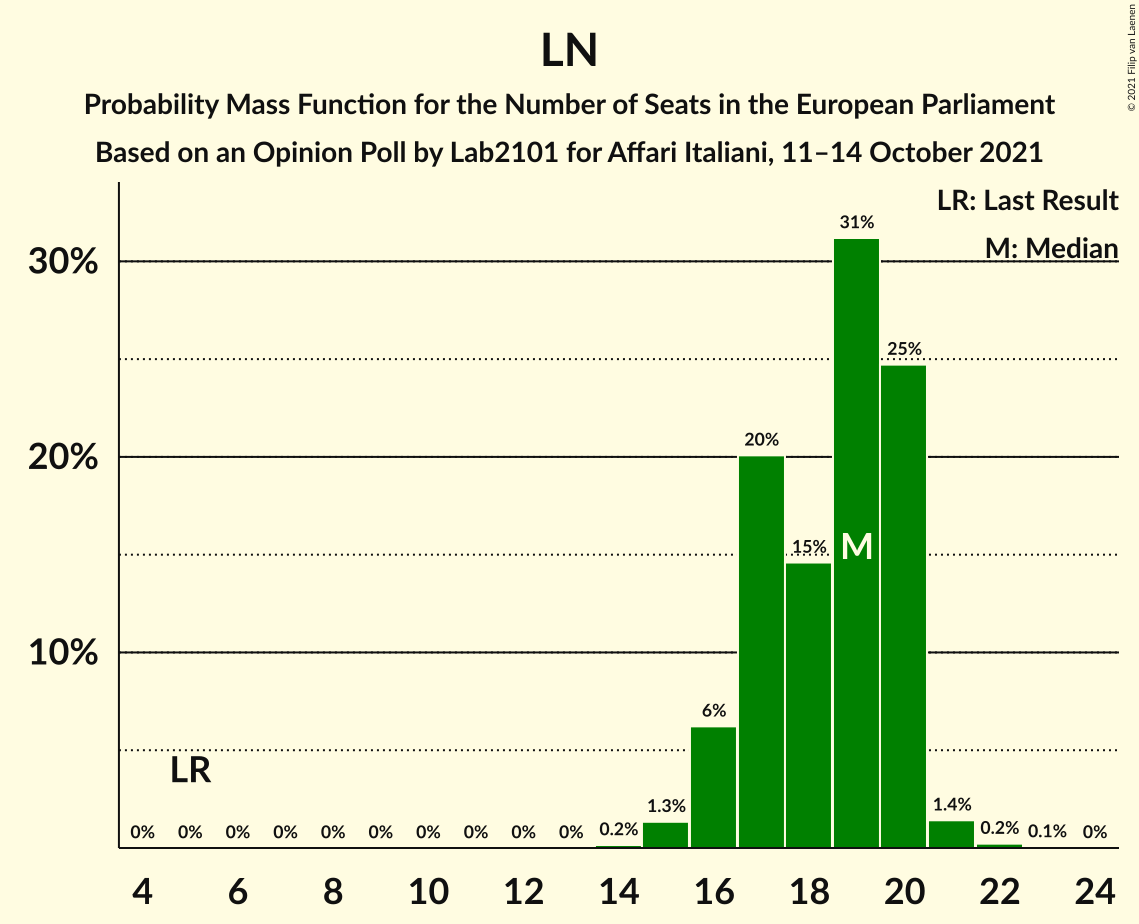 LN
Probability Mass Function for the Number of Seats in the European Parliament
Based on an Opinion Poll by Lab2101 for Affari Italiani, 11–14 October 2021
© 2021 Filip van Laenen
LR: Last Result
M: Median
31%
30%
25%
20%
20%
15%
M
10%
6%
LR
0% 0% 0% 0% 0% 0% 0% 0% 0% 0% 0.2% 1.3% 1.4% 0.2% 0.1% 0%
4 6 8 10 12 14 16 18 20 22 24